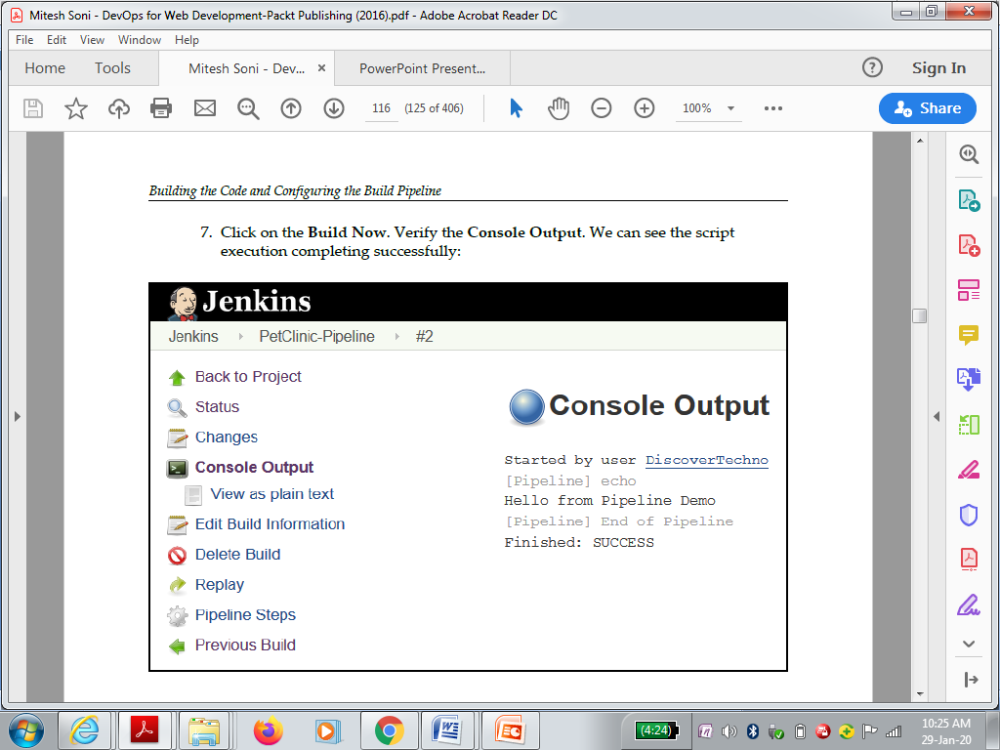 Mitesh Soni - DevOps for Web Development-Packt Publishing (2016).pdf - Adobe Acrobat Reader DC
File Edit View Window Help
Home Tools Mitesh Soni - Dev... × PowerPoint Present... ? Sign In
116 (125 of 406) 100% Share
Building the Code and Configuring the Build Pipeline
7. Click on the Build Now. Verify the Console Output. We can see the script
execution completing successfully:
Jenkins
Jenkins PetClinic-Pipeline #2
Back to Project
Status
Changes
Console Output
View as plain text
Edit Build Information
Delete Build
Replay
Pipeline Steps
Previous Build
Console Output
Started by user DiscoverTechno
[Pipeline] echo
Hello from Pipeline Demo
[Pipeline] End of Pipeline
Finished: SUCCESS
(4:24)
10:25 AM
29-Jan-20